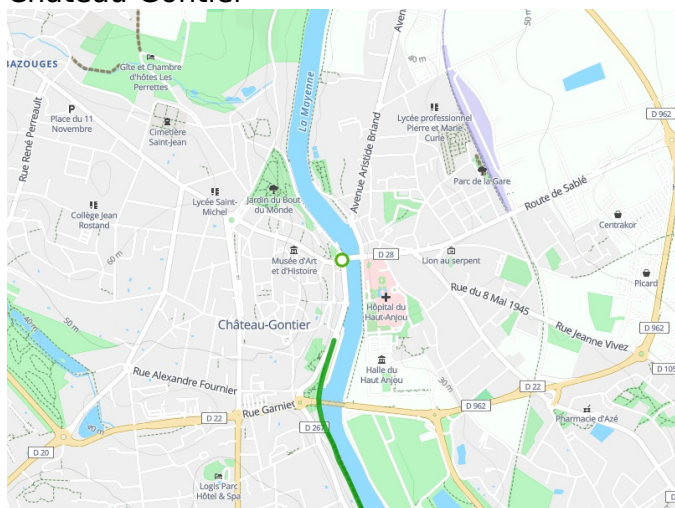 Château-Gontier
BAZOUGES
Gîte et Chambre
d'hôtes Les
Perrettes
Place du 11
Novembre
Rue René Perreault
Cimetière
Saint-Jean
La Mayenne
Avenue Aristide Briand
Lycée professionnel
Pierre et Marie
Curie
40 m
D 962
Parc de la Gare
Route de Sablé
Collège Jean
Rostand
Lycée Saint-
Michel
Jardin du Bout
du Monde
Centrakor
60 m
Musée d'Art
et d'Histoire
D 28
Lion au serpent
Picard
Rue du 8 Mai 1945
Hôpital du
Haut-Anjou
Rue Jeanne Vivez
50 m
40 m
50 m
Château-Gontier
D 962
Halle du
Haut Anjou
D 105
Rue Alexandre Fournier
30 m
D 22
Rue Garnier
D 962
D 22
D 267
Pharmacie d'Azé
40 m
D 20
Logis Parc
Hôtel & Spa